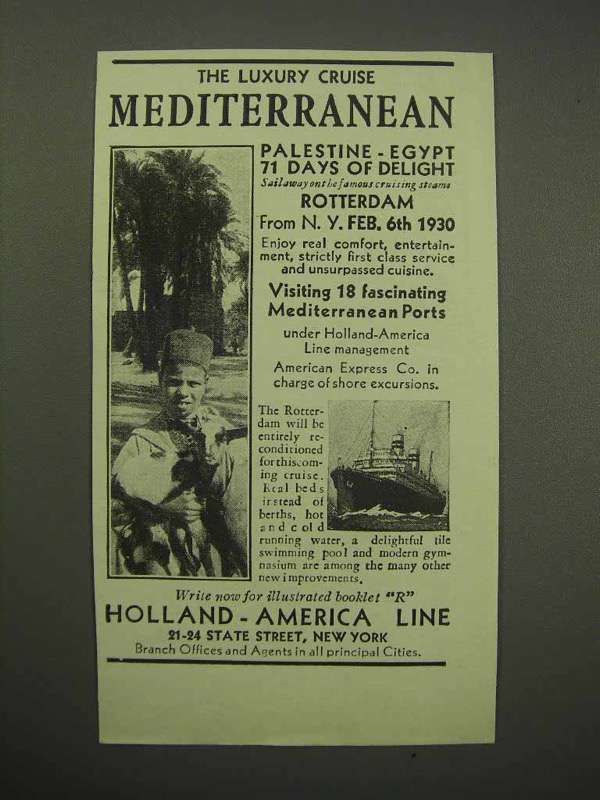 THE LUXURY CRUISE
MEDITERRANEAN
PALESTINE - EGYPT
71 DAYS OF DELIGHT
Sail away on the famous cruising steame
ROTTERDAM
From N. Y. FEB. 6th 1930
Enjoy real comfort, entertain-
ment, strictly first class service
and unsurpassed cuisine.
Visiting 18 fascinating
Mediterranean Ports
under Holland-America
Line management
American Express Co. in
charge of shore excursions.
The Rotter-
dam will be
entirely re-
conditioned
for this com-
ing cruise.
Real beds
instead of
berths, hot
and cold
running water, a delightful tile
swimming pool and modern gym-
nasium are among the many other
new improvements.
Write now for illustrated booklet "R"
HOLLAND - AMERICA LINE
21-24 STATE STREET, NEW YORK
Branch Offices and Agents in all principal Cities.